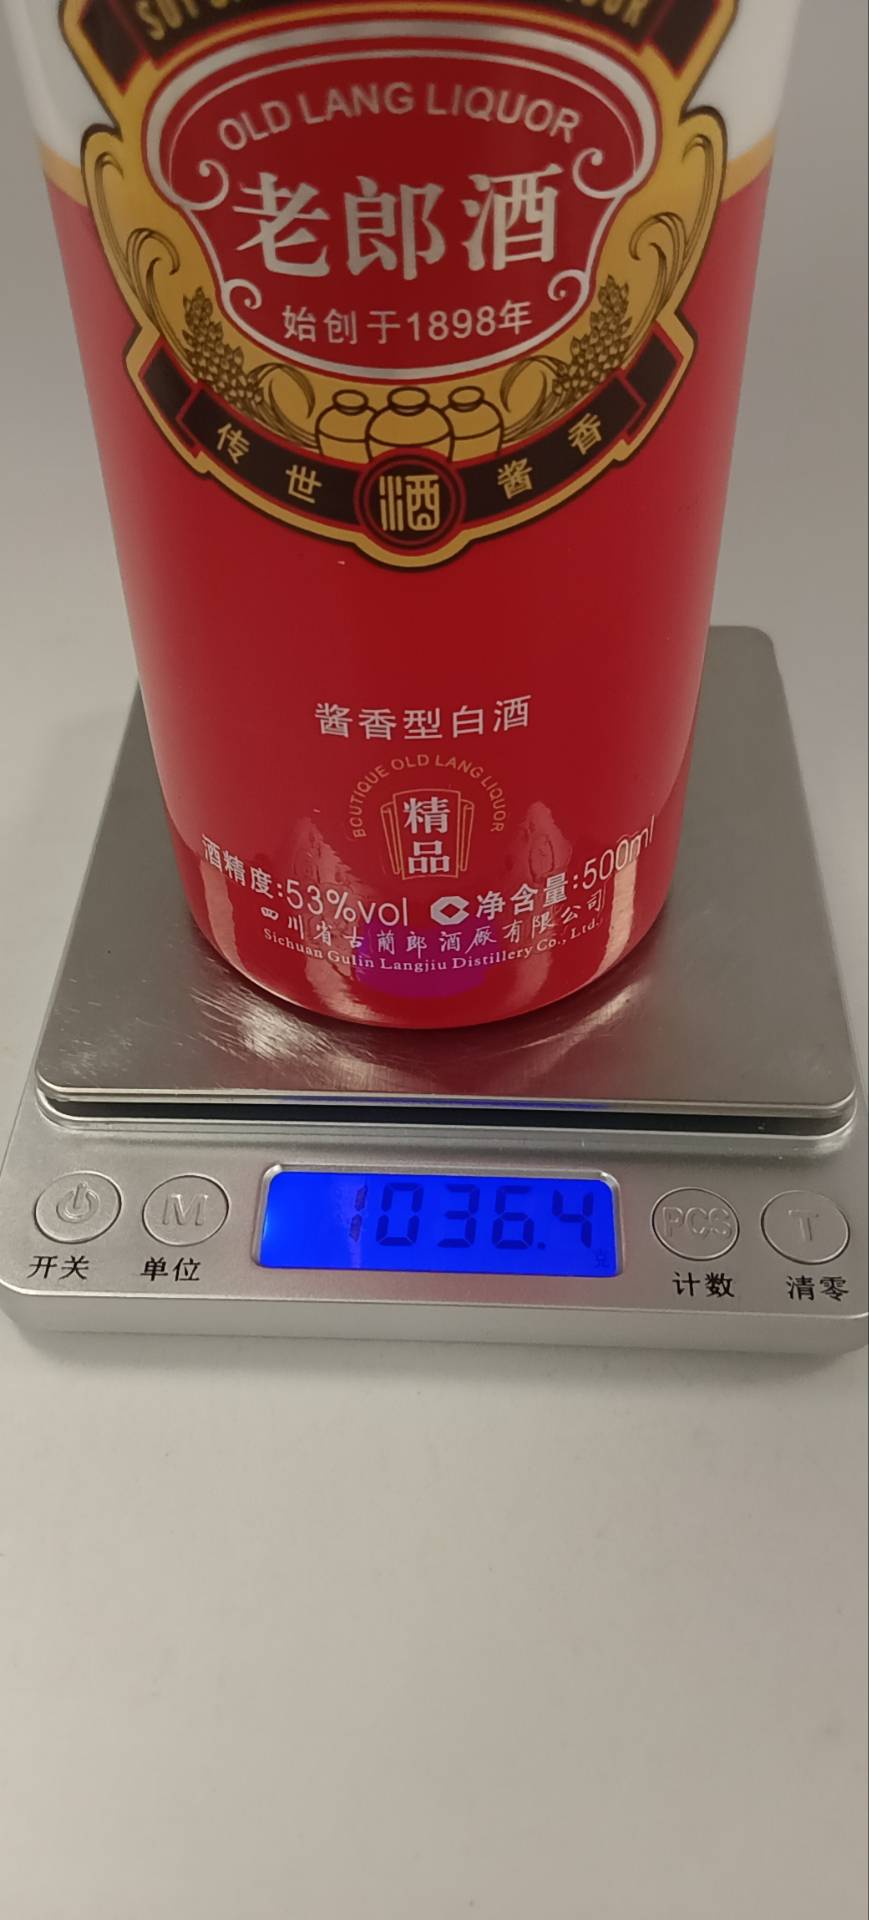 OLD LANG LIQUOR
老郎酒
始创于1898年
传世酒酱香
酱香型白酒
BOUTIQUE OLD LANG LIQUOR
精品
酒精度:53%vol 净含量:500ml
四川省古蔺郎酒厂有限公司
Sichuan Gulin Langjiu Distillery Co., Ltd.
1036.4
克
M
PCS
T
开关
单位
计数
清零